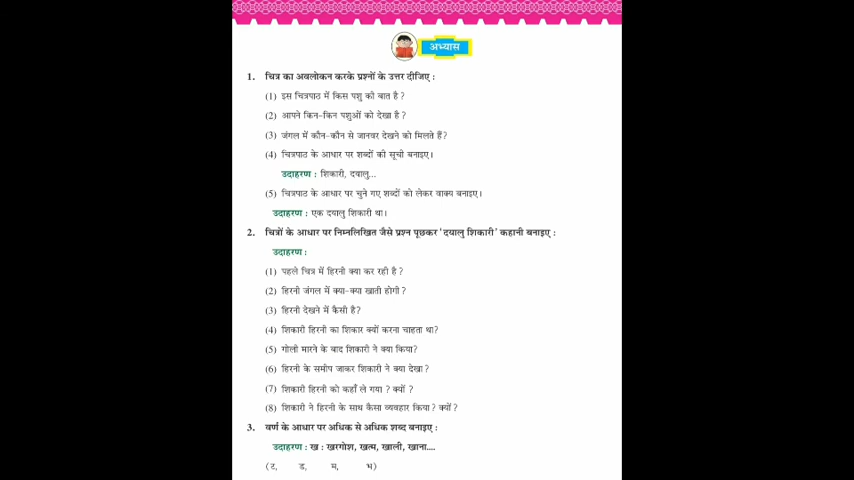 अभ्यास
1. चित्र का अवलोकन करके प्रश्नों के उत्तर दीजिए :
(1) इस चित्रपाठ में किस पशु की बात है ?
(2) आपने किन-किन पशुओं को देखा है ?
(3) जंगल में कौन-कौन से जानवर देखने को मिलते हैं?
(4) चित्रपाठ के आधार पर शब्दों की सूची बनाइए।
उदाहरण : शिकारी, दयालु...
(5) चित्रपाठ के आधार पर चुने गए शब्दों को लेकर वाक्य बनाइए।
उदाहरण : एक दयालु शिकारी था।
2. चित्रों के आधार पर निम्नलिखित जैसे प्रश्न पूछकर 'दयालु शिकारी' कहानी बनाइए :
उदाहरण :
(1) पहले चित्र में हिरनी क्या कर रही है ?
(2) हिरनी जंगल में क्या-क्या खाती होगी ?
(3) हिरनी देखने में कैसी है?
(4) शिकारी हिरनी का शिकार क्यों करना चाहता था?
(5) गोली मारने के बाद शिकारी ने क्या किया?
(6) हिरनी के समीप जाकर शिकारी ने क्या देखा ?
(7) शिकारी हिरनी को कहाँ ले गया ? क्यों ?
(8) शिकारी ने हिरनी के साथ कैसा व्यवहार किया ? क्यों ?
3. वर्ण के आधार पर अधिक से अधिक शब्द बनाइए :
उदाहरण : ख : खरगोश, खत्म, खाली, खाना....
(ट, ड, म, भ)